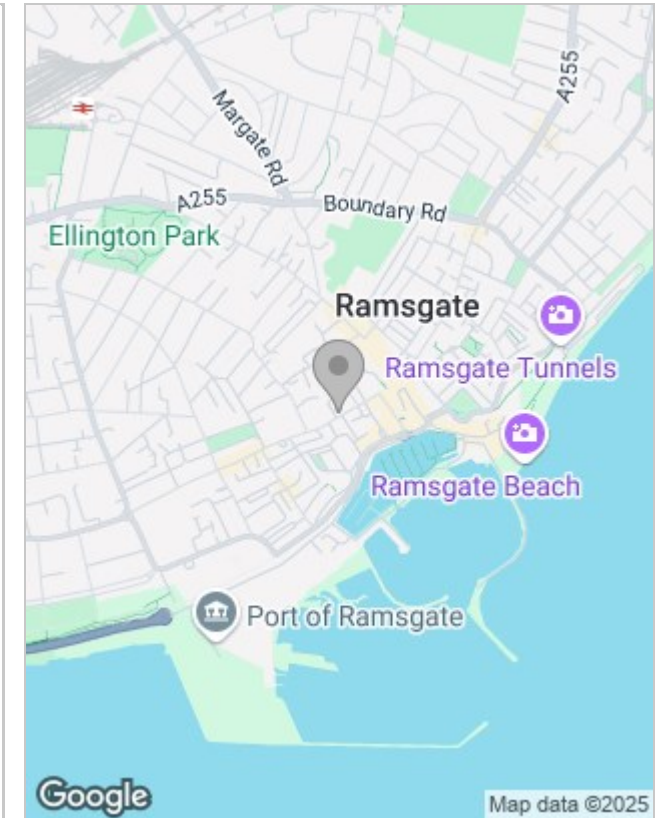 A255
Margate Rd
A255
Boundary Rd
Ellington Park
Ramsgate
Ramsgate Tunnels
Ramsgate Beach
Port of Ramsgate
Google
Map data ©2025